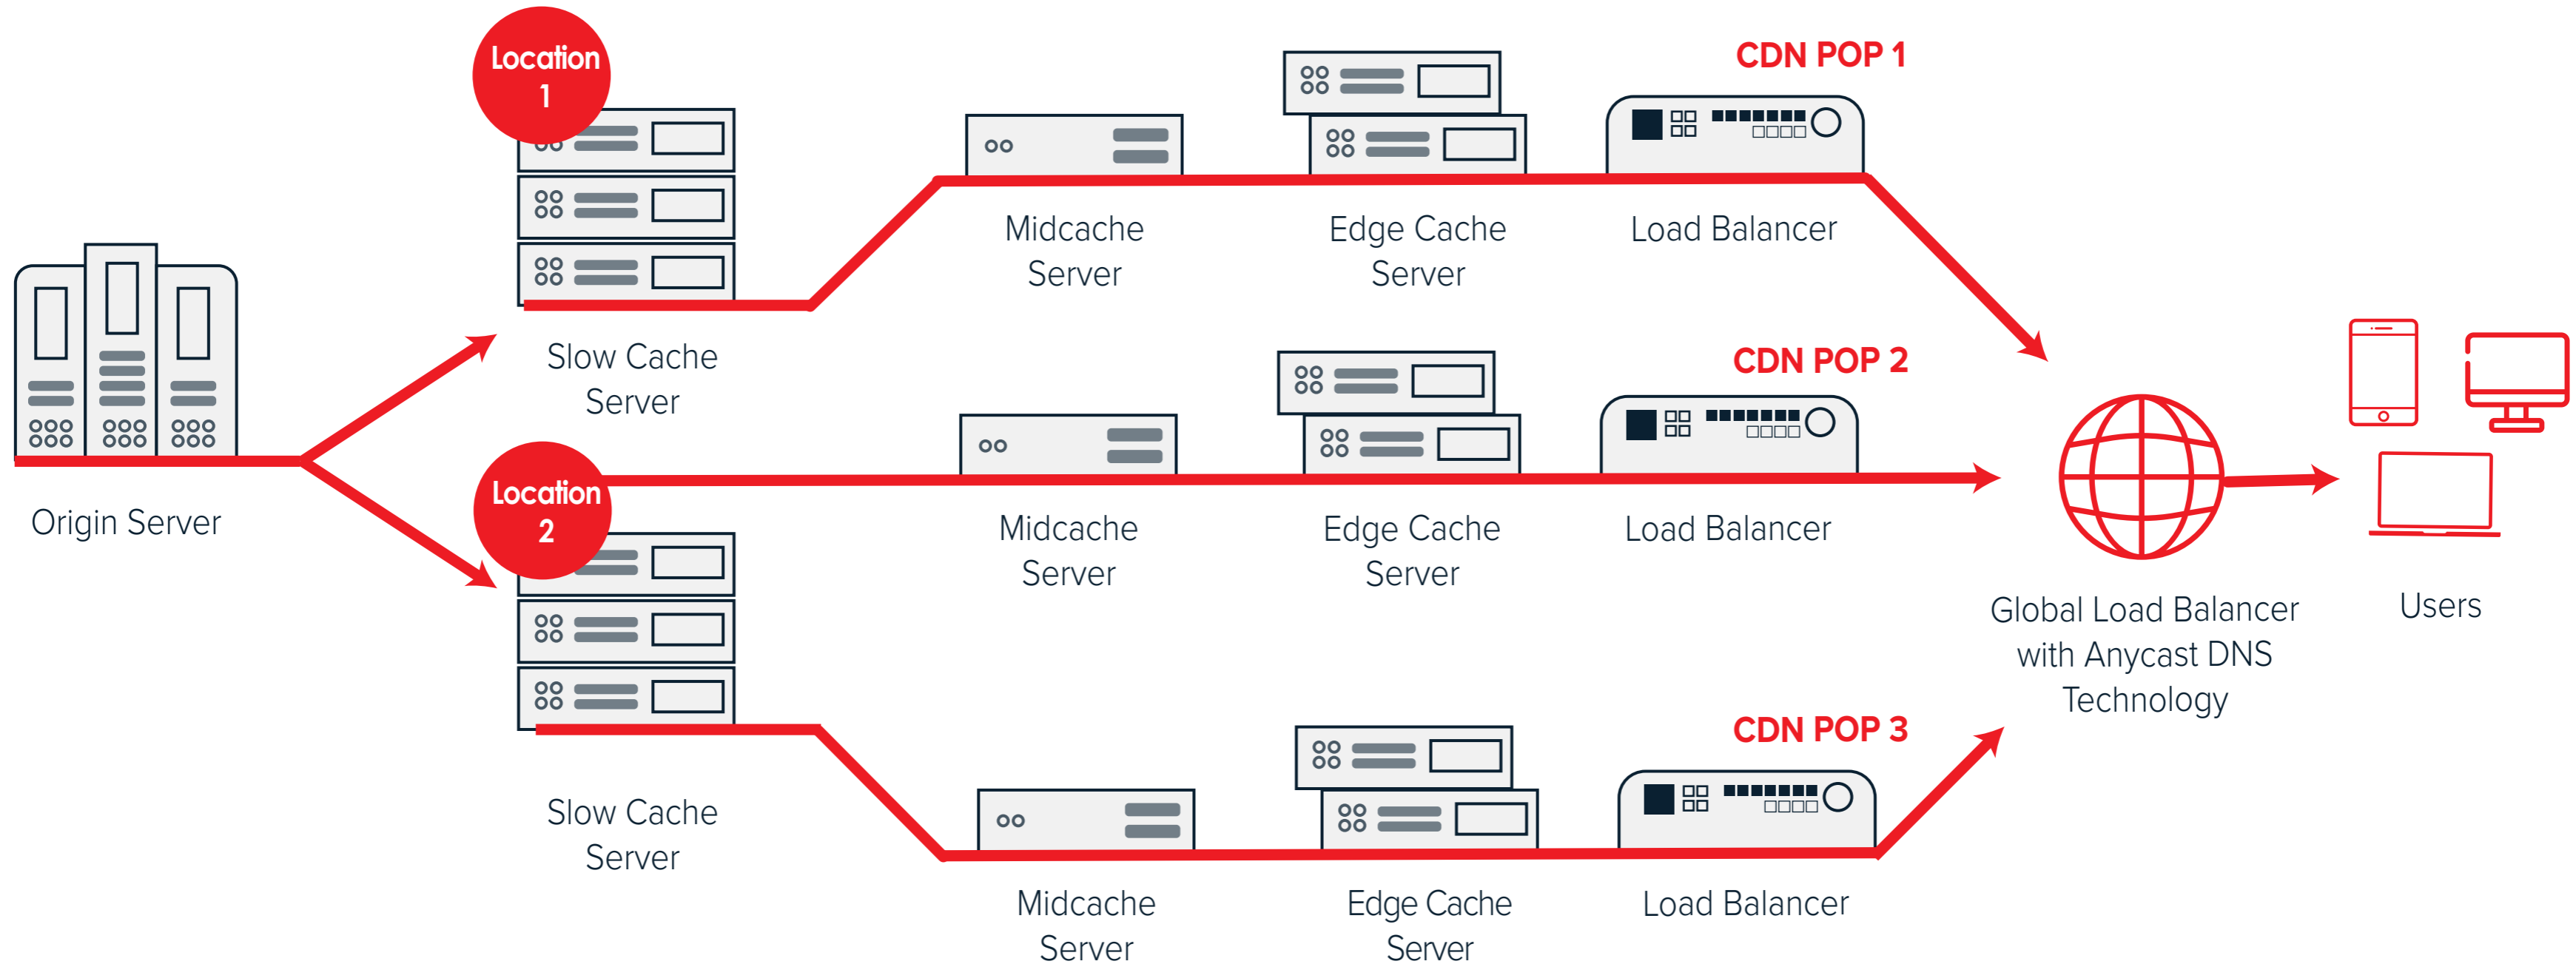 Location
1
CDN POP 1
Midcache
Server
Edge Cache
Server
Load Balancer
Slow Cache
Server
Origin Server
Location
2
CDN POP 2
Midcache
Server
Edge Cache
Server
Load Balancer
Global Load Balancer
with Anycast DNS
Technology
Users
Slow Cache
Server
CDN POP 3
Midcache
Server
Edge Cache
Server
Load Balancer